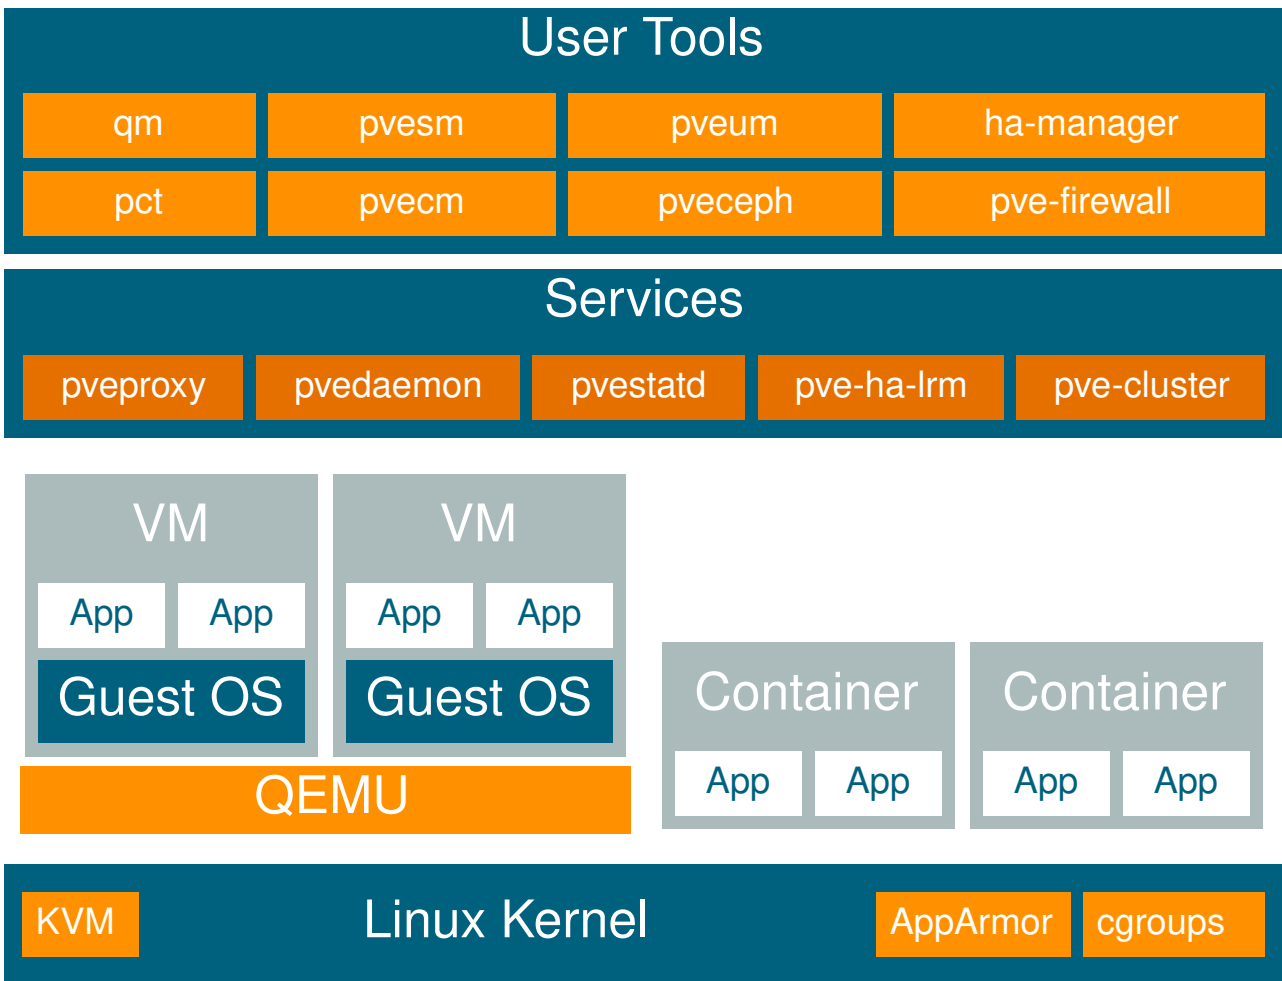 User Tools
qm pvesm pveum ha-manager
pct pvecm pveceph pve-firewall
Services
pveproxy pvedaemon pvestatd pve-ha-lrm pve-cluster
VM VM
App App App App
Guest OS Guest OS
Container Container
App App App App
QEMU
KVM Linux Kernel AppArmor cgroups